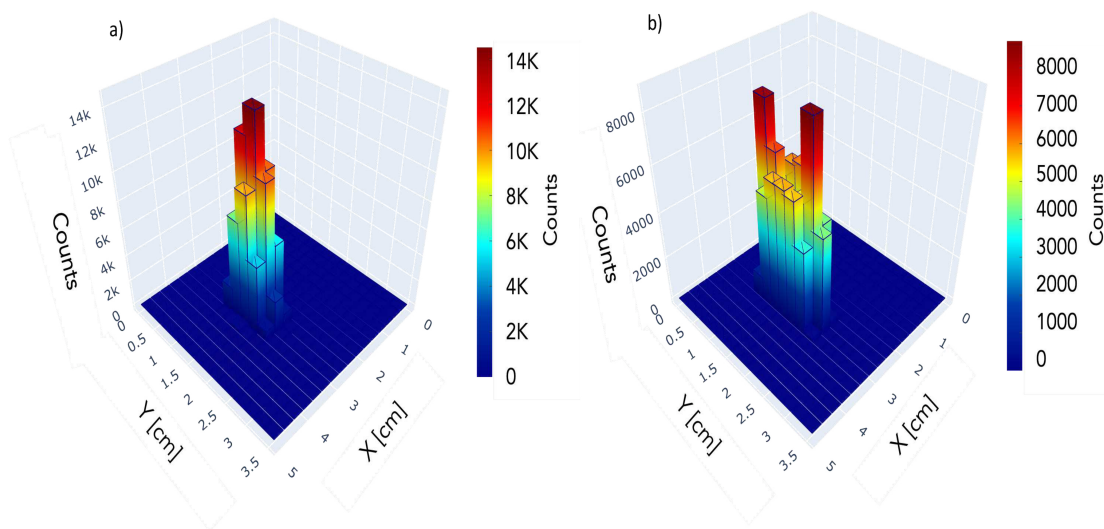 a)
14k
12k
10k
8k
6k
4k
2k
0
Counts
0
0.5
1
1.5
2
2.5
3
3.5
Y [cm]
0
1
2
3
4
5
X [cm]
14K
12K
10K
8K
6K
4K
2K
0
Counts
b)
8000
6000
4000
2000
0
Counts
0
0.5
1
1.5
2
2.5
3
3.5
Y [cm]
0
1
2
3
4
5
X [cm]
8000
7000
6000
5000
4000
3000
2000
1000
0
Counts